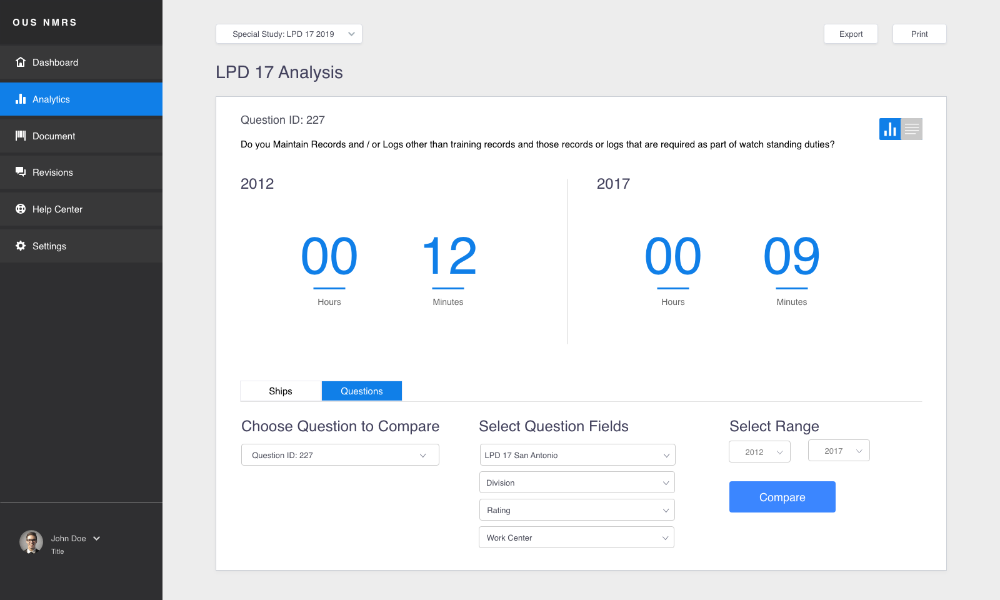 OUS NMRS
Dashboard
Analytics
Document
Revisions
Help Center
Settings
John Doe
Title
Special Study: LPD 17 2019
Export
Print
LPD 17 Analysis
Question ID: 227
Do you Maintain Records and / or Logs other than training records and those records or logs that are required as part of watch standing duties?
2012
00
12
Hours
Minutes
2017
00
09
Hours
Minutes
Ships
Questions
Choose Question to Compare
Question ID: 227
Select Question Fields
LPD 17 San Antonio
Division
Rating
Work Center
Select Range
2012
2017
Compare